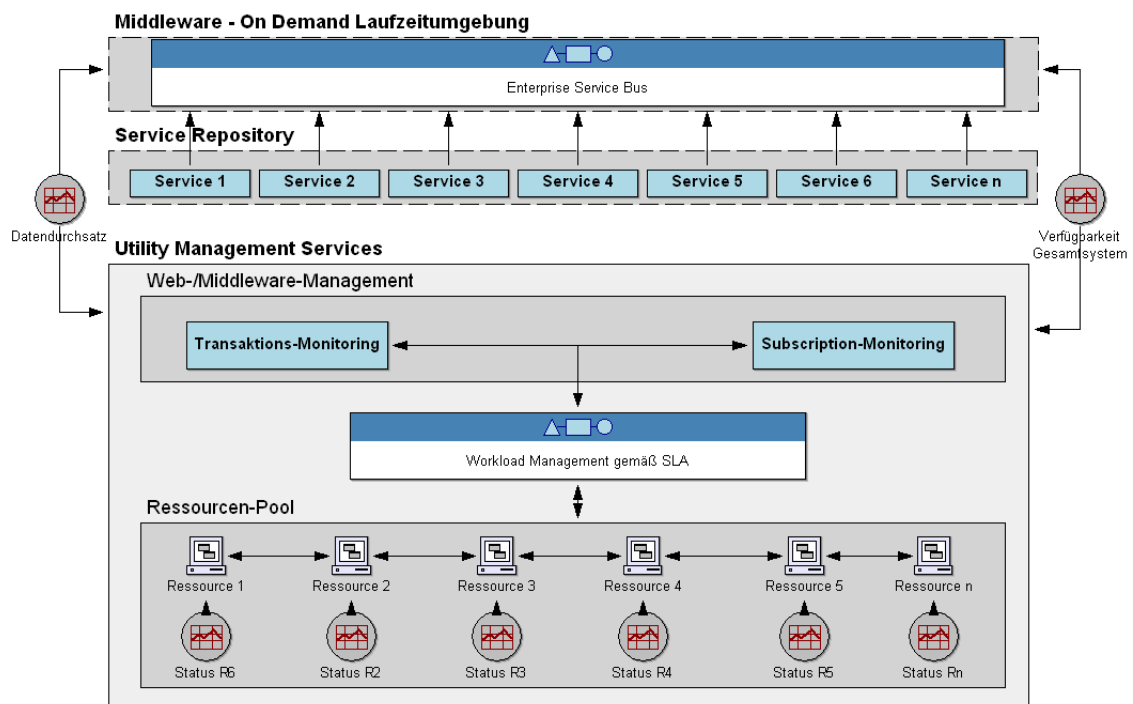 Middleware - On Demand Laufzeitumgebung
Enterprise Service Bus
Service Repository
Service 1
Service 2
Service 3
Service 4
Service 5
Service 6
Service n
Datendurchsatz
Verfügbarkeit
Gesamtsystem
Utility Management Services
Web-/Middleware-Management
Transaktions-Monitoring
Subscription-Monitoring
Workload Management gemäß SLA
Ressourcen-Pool
Ressource 1
Ressource 2
Ressource 3
Ressource 4
Ressource 5
Ressource n
Status R6
Status R2
Status R3
Status R4
Status R5
Status Rn